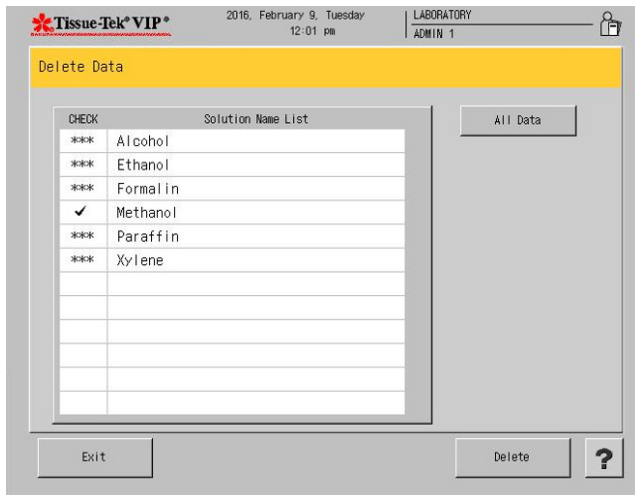 Tissue-Tek® VIP®
2016, February 9, Tuesday
12:01 pm
LABORATORY
ADMIN 1
Delete Data
CHECK Solution Name List
*** Alcohol
*** Ethanol
*** Formalin
✓ Methanol
*** Paraffin
*** Xylene
All Data
Exit
Delete
?